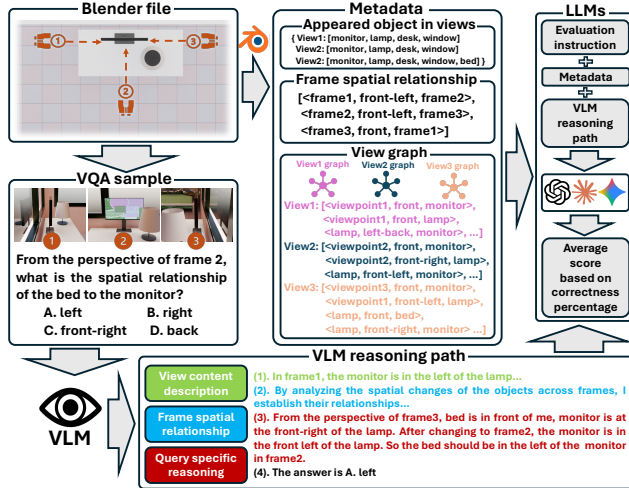 Blender file
1
2
3
VQA sample
1
2
3
From the perspective of frame 2,
what is the spatial relationship
of the bed to the monitor?
A. left
B. right
C. front-right
D. back
VLM
Metadata
Appeared object in views
{ View1: [monitor, lamp, desk, window]
View2: [monitor, lamp, desk, window]
View2: [monitor, lamp, desk, window, bed] }
Frame spatial relationship
[<frame1, front-left, frame2>,
<frame2, front-left, frame3>,
<frame3, front, frame1>]
View graph
View1 graph
View2 graph
View3 graph
View1: [<viewpoint1, front, monitor>,
<viewpoint1, front, lamp>,
<lamp, left-back, monitor>, ...]
View2: [<viewpoint2, front, monitor>,
<viewpoint2, front-right, lamp>,
<lamp, front-left, monitor>, ...]
View3: [<viewpoint3, front, monitor>,
<viewpoint1, front-left, lamp>,
<lamp, front, bed>,
<lamp, front-right, monitor> ...]
LLMs
Evaluation
instruction
Metadata
VLM
reasoning
path
Average
score
based on
correctness
percentage
VLM reasoning path
View content
description
Frame spatial
relationship
Query specific
reasoning
(1). In frame1, the monitor is in the left of the lamp...
(2). By analyzing the spatial changes of the objects across frames, I
establish their relationships...
(3). From the perspective of frame3, bed is in front of me, monitor is at
the front-right of the lamp. After changing to frame2, the monitor is in
the front left of the lamp. So the bed should be in the left of the monitor
in frame2.
(4). The answer is A. left